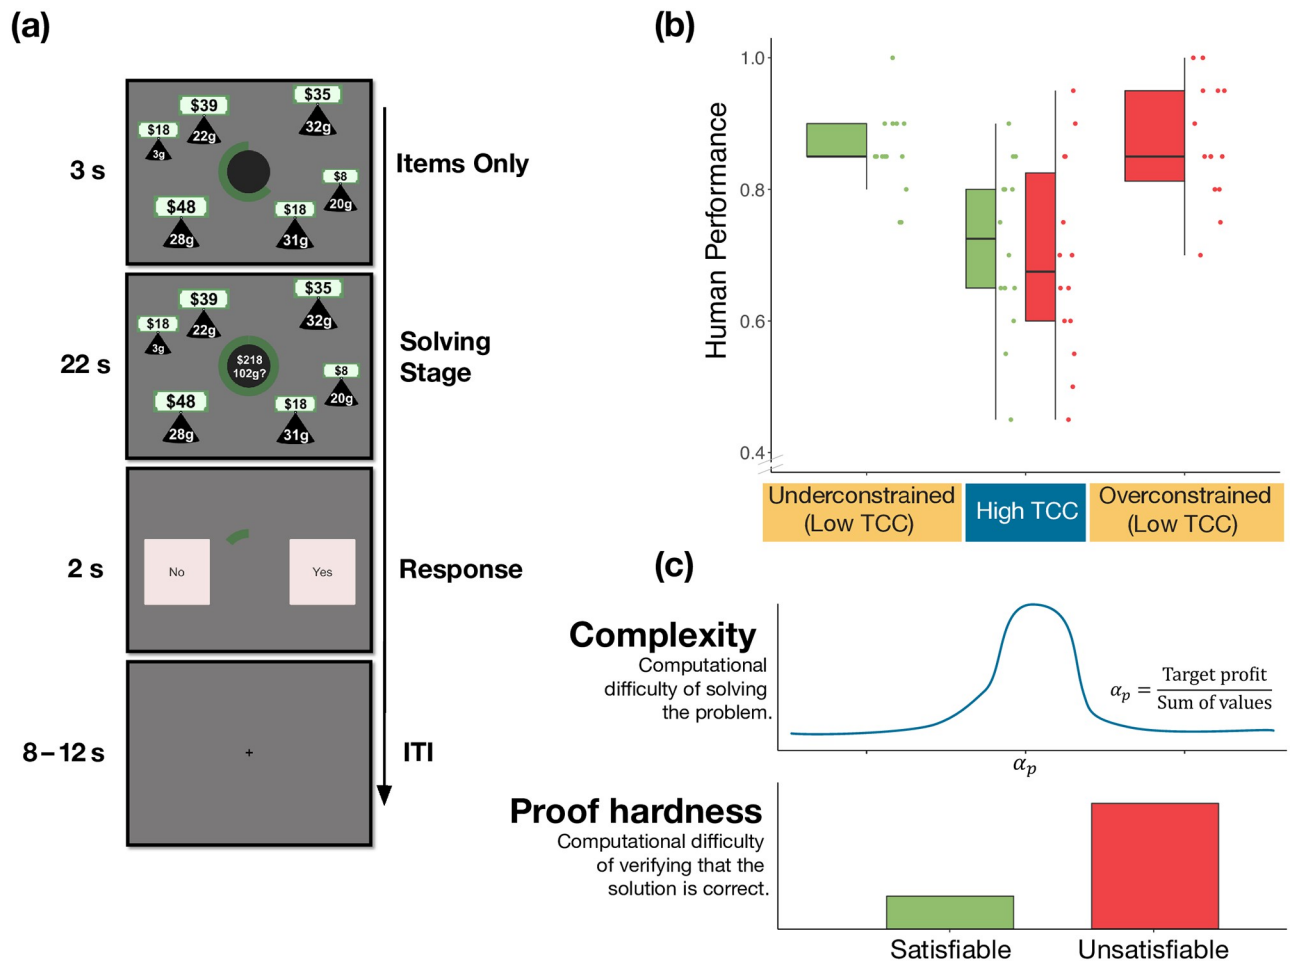 (a)
3 s
$39
22g
$35
32g
$18
3g
$8
20g
$48
28g
$18
31g
Items Only
22 s
$39
22g
$35
32g
$18
3g
$218
102g?
$8
20g
$48
28g
$18
31g
Solving
Stage
2 s
No
Yes
Response
8–12 s
+
ITI
(b)
Human Performance
1.0
0.8
0.6
0.4
Underconstrained
(Low TCC)
High TCC
Overconstrained
(Low TCC)
(c)
Complexity
Computational
difficulty of solving
the problem.
αp = Target profit / Sum of values
αp
Proof hardness
Computational difficulty
of verifying that the
solution is correct.
Satisfiable
Unsatisfiable